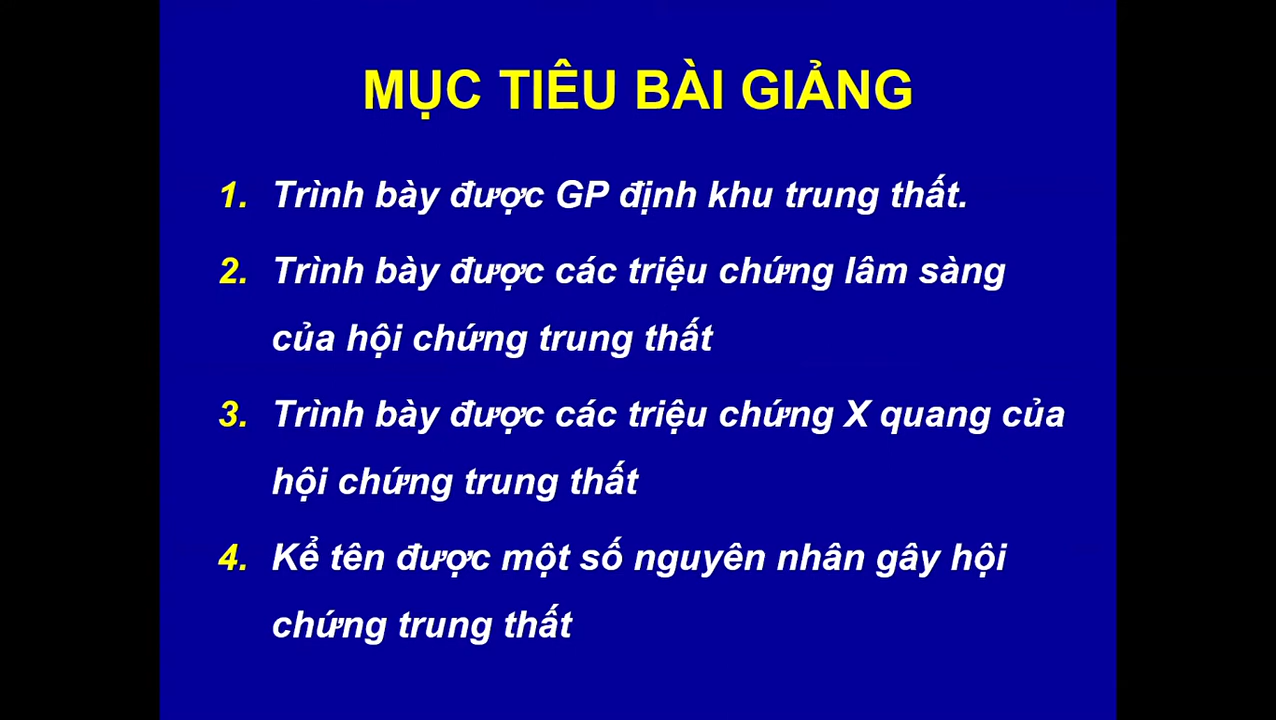 MỤC TIÊU BÀI GIẢNG
1. Trình bày được GP định khu trung thất.
2. Trình bày được các triệu chứng lâm sàng
của hội chứng trung thất
3. Trình bày được các triệu chứng X quang của
hội chứng trung thất
4. Kể tên được một số nguyên nhân gây hội
chứng trung thất